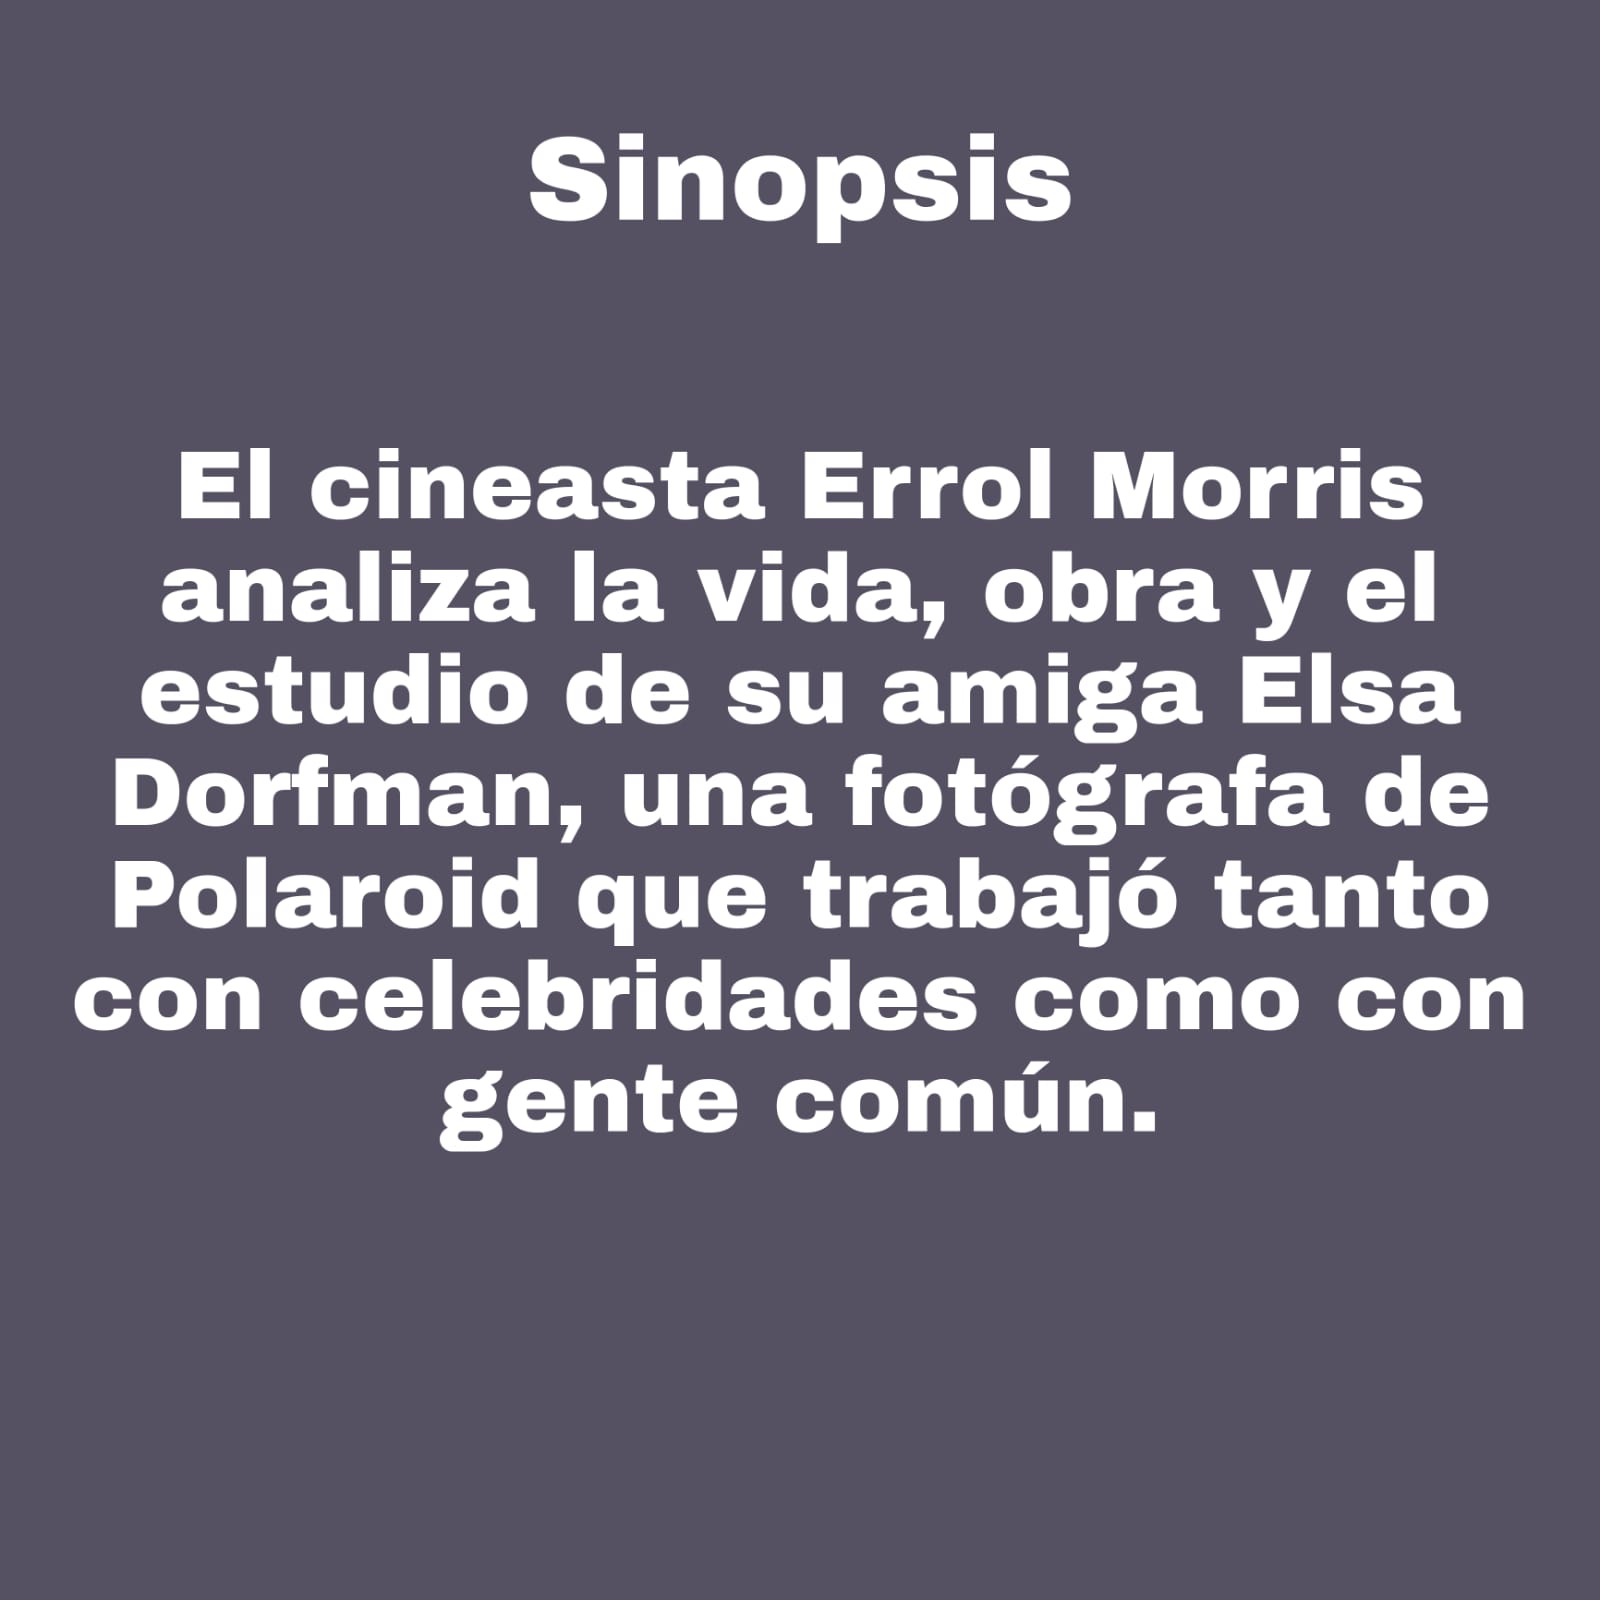 Sinopsis
El cineasta Errol Morris
analiza la vida, obra y el
estudio de su amiga Elsa
Dorfman, una fotógrafa de
Polaroid que trabajó tanto
con celebridades como con
gente común.